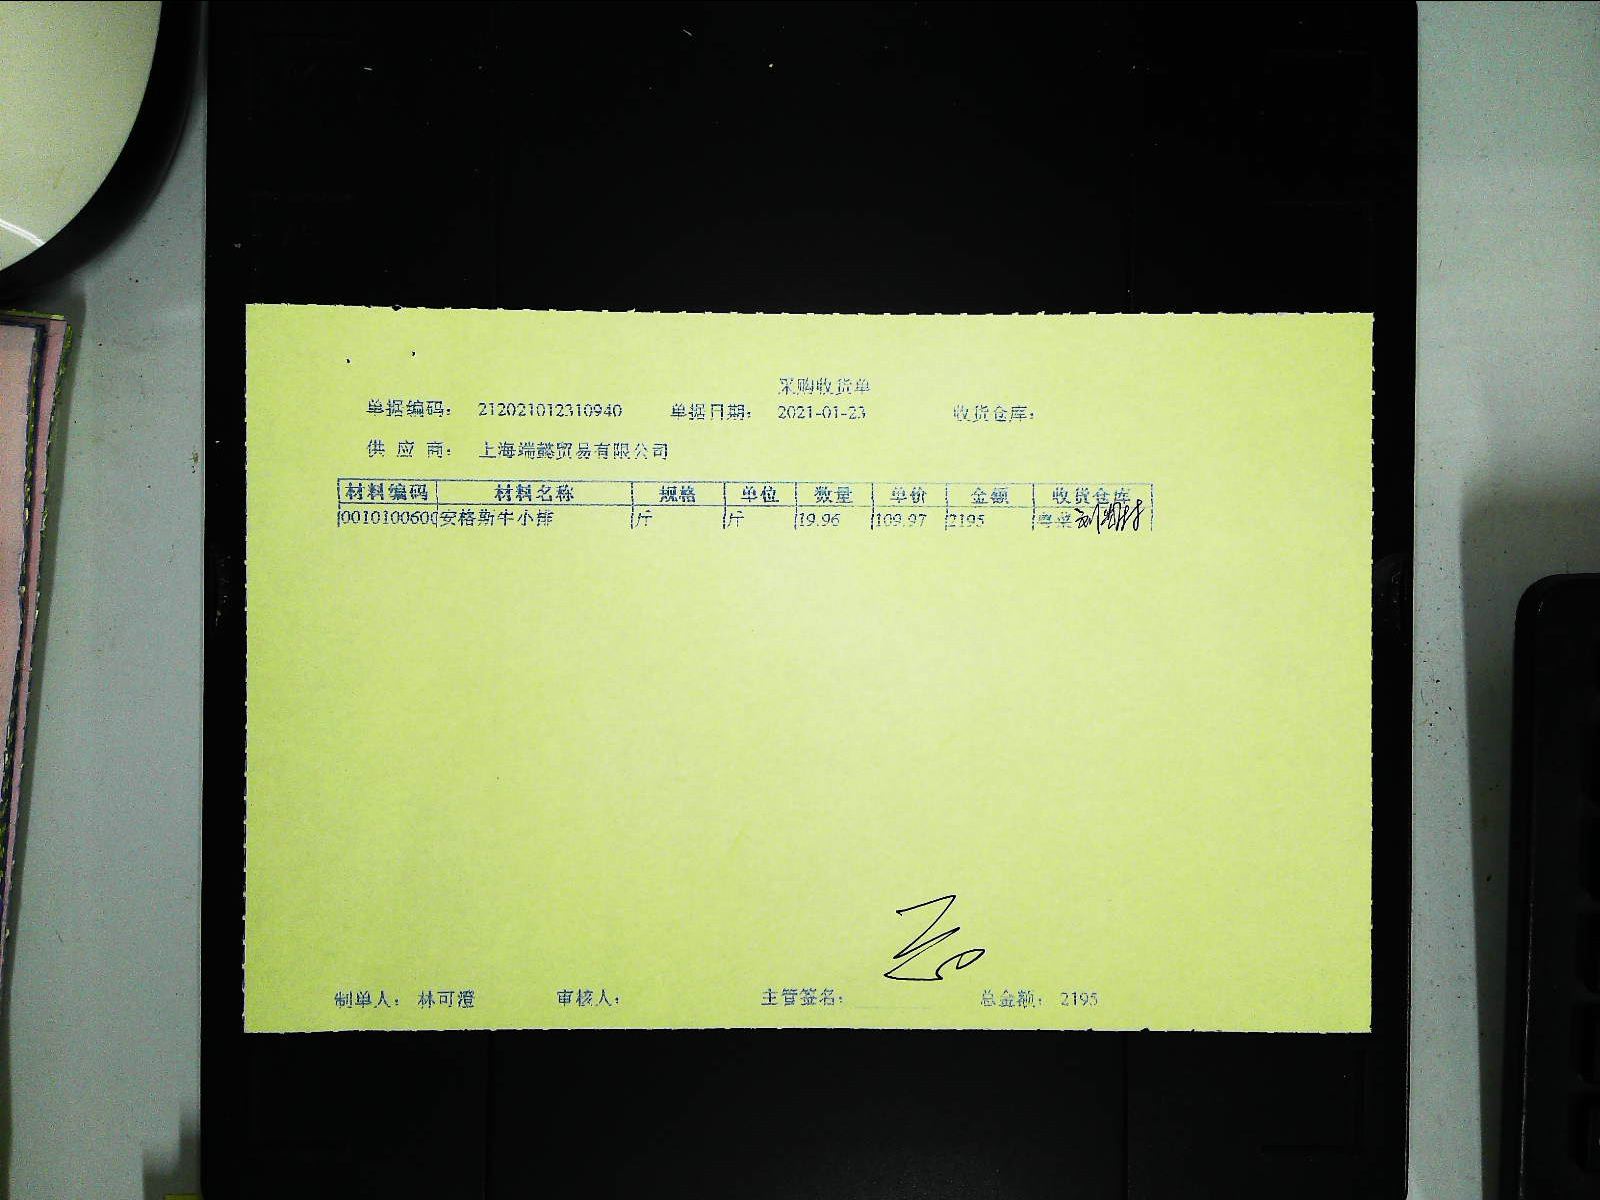 采购收货单
单据编码： 212021012310940 单据日期： 2021-01-23 收货仓库：
供 应 商： 上海端懿贸易有限公司
材料编码 材料名称 规格 单位 数量 单价 金额 收货仓库
0010100600 安格斯牛小排 斤 斤 19.96 109.97 2195 粤菜
制单人： 林可澄 审核人： 主管签名： 总金额： 2195